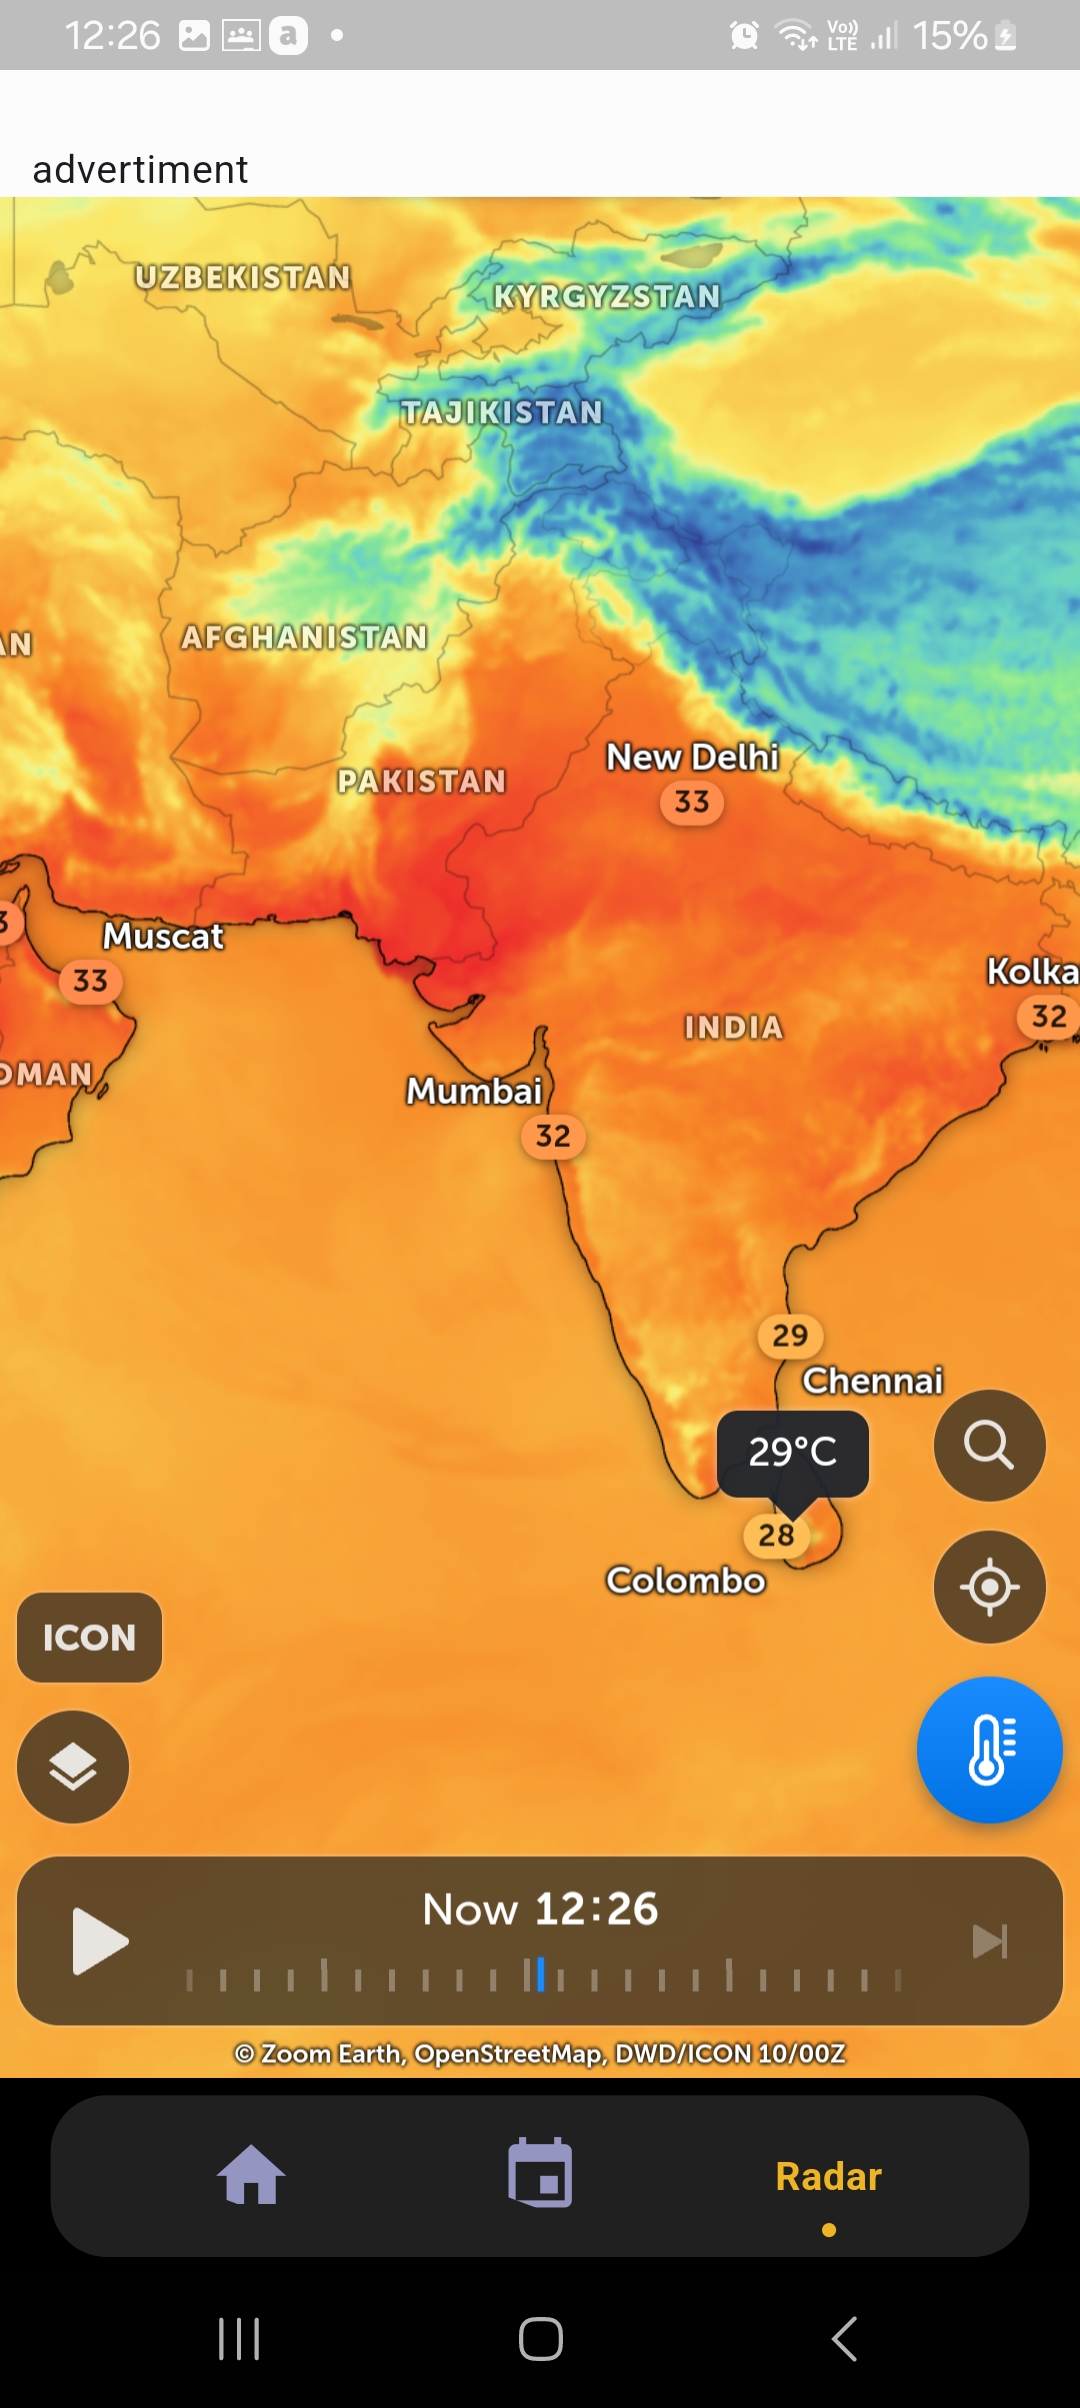 12:26 a Vo)) LTE 15%
advertiment
UZBEKISTAN
KYRGYZSTAN
TAJIKISTAN
AN AFGHANISTAN
New Delhi
PAKISTAN 33
3 Muscat
33
Kolka
32
INDIA
OMAN
Mumbai
32
29
Chennai
29°C
28
Colombo
ICON
Now 12:26
© Zoom Earth, OpenStreetMap, DWD/ICON 10/00Z
Radar